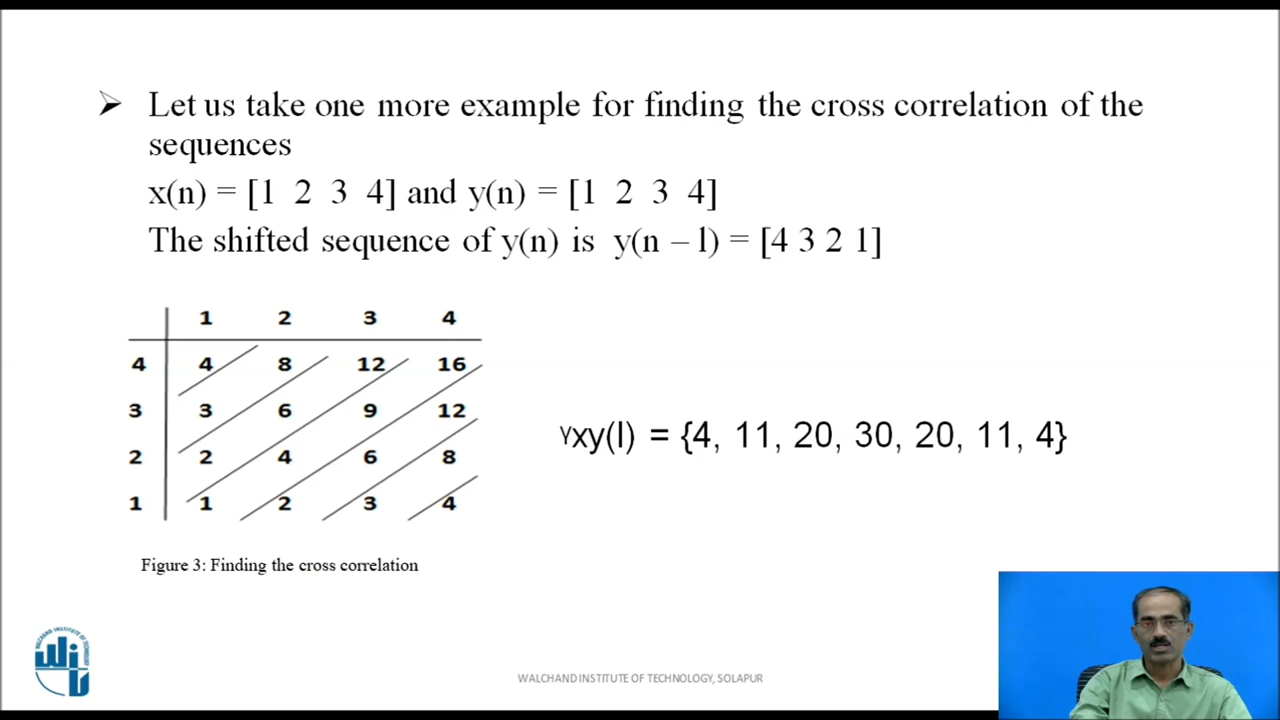 ➢ Let us take one more example for finding the cross correlation of the
sequences
x(n) = [1 2 3 4] and y(n) = [1 2 3 4]
The shifted sequence of y(n) is y(n – l) = [4 3 2 1]
1 2 3 4
4 4 8 12 16
3 3 6 9 12
2 2 4 6 8
1 1 2 3 4
Yxy(l) = {4, 11, 20, 30, 20, 11, 4}
Figure 3: Finding the cross correlation
WALCHAND INSTITUTE OF TECHNOLOGY, SOLAPUR